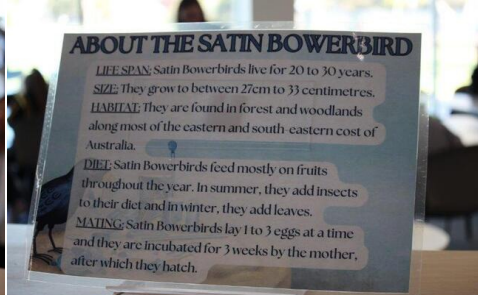 ABOUT THE SATIN BOWERBIRD
LIFE SPAN: Satin Bowerbirds live for 20 to 30 years.
SIZE: They grow to between 27cm to 33 centimetres.
HABITAT: They are found in forest and woodlands
along most of the eastern and south-eastern cost of
Australia.
DIET: Satin Bowerbirds feed mostly on fruits
throughout the year. In summer, they add insects
to their diet and in winter, they add leaves.
MATING: Satin Bowerbirds lay 1 to 3 eggs at a time
and they are incubated for 3 weeks by the mother,
after which they hatch.